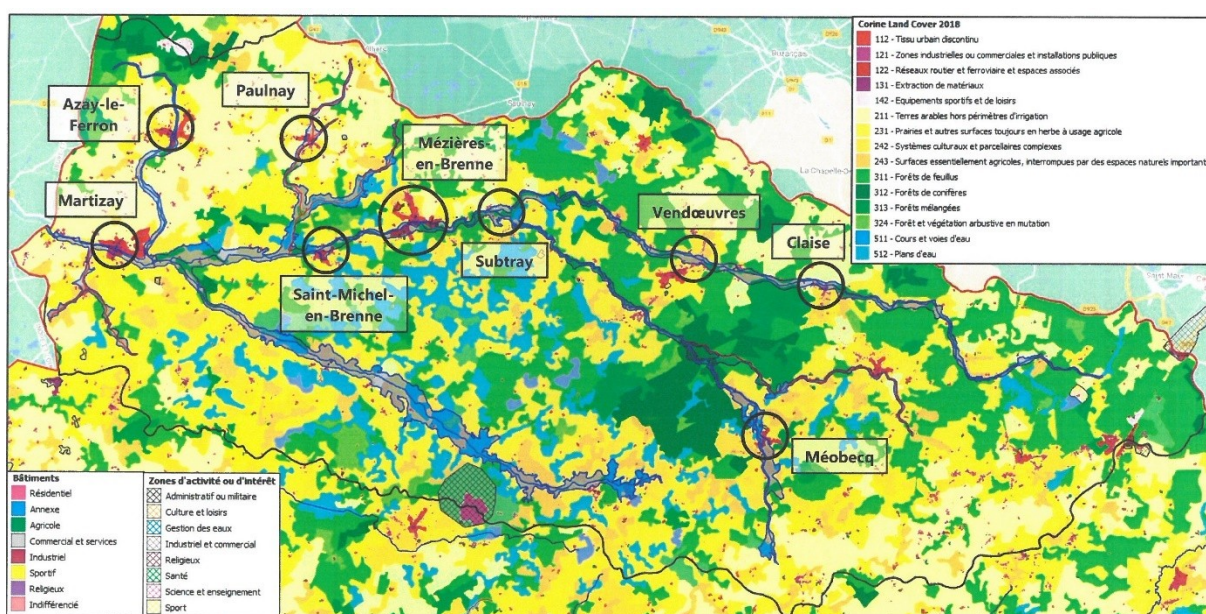 Azay-le-
Ferron
Paulnay
Mézières-
en-Brenne
Martizay
Saint-Michel-
en-Brenne
Subtray
Vendœuvres
Claise
Méobecq
Buzançais
Corine Land Cover 2018
112 - Tissu urbain discontinu
121 - Zones industrielles ou commerciales et installations publiques
122 - Réseaux routier et ferroviaire et espaces associés
131 - Extraction de matériaux
142 - Equipements sportifs et de loisirs
211 - Terres arables hors périmètres d'irrigation
231 - Prairies et autres surfaces toujours en herbe à usage agricole
242 - Systèmes culturaux et parcellaires complexes
243 - Surfaces essentiellement agricoles, interrompues par des espaces naturels important
311 - Forêts de feuillus
312 - Forêts de conifères
313 - Forêts mélangées
324 - Forêt et végétation arbustive en mutation
511 - Cours et voies d'eau
512 - Plans d'eau
Bâtiments
Résidentiel
Annexe
Agricole
Commercial et services
Industriel
Sportif
Religieux
Indifférencié
Zones d'activité ou d'intérêt
Administratif ou militaire
Culture et loisirs
Gestion des eaux
Industriel et commercial
Religieux
Santé
Science et enseignement
Sport